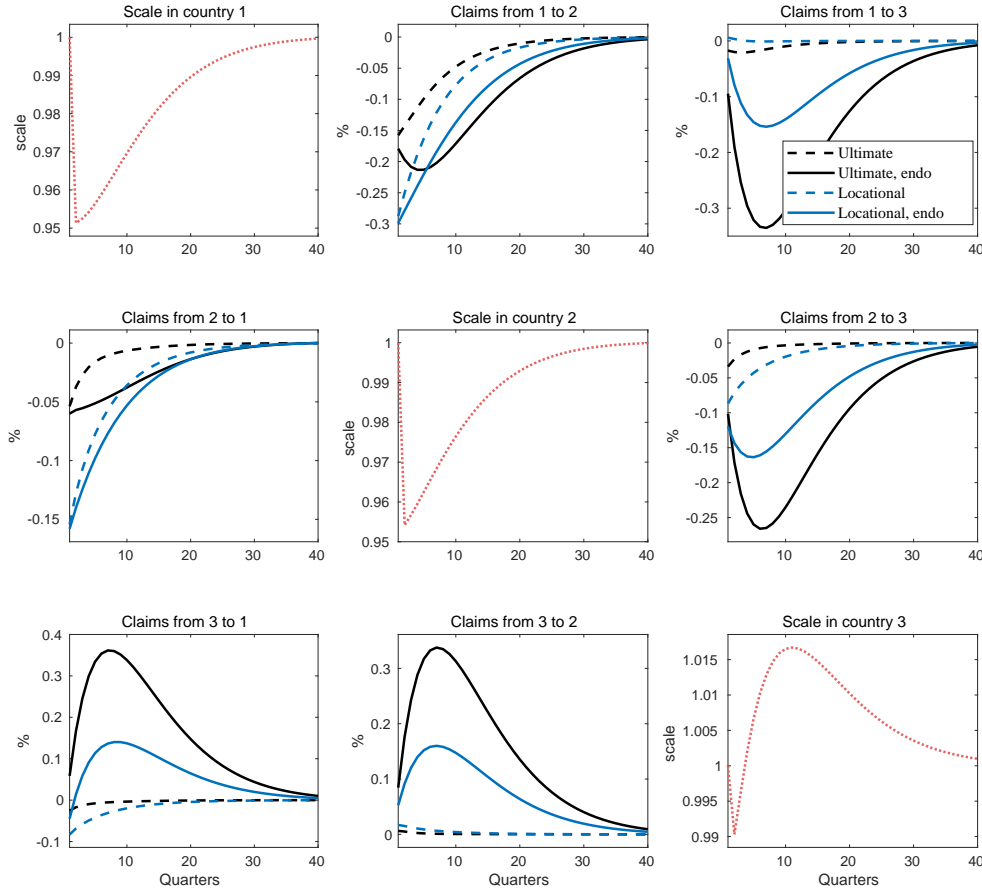 Scale in country 1
scale
1
0.99
0.98
0.97
0.96
0.95
10 20 30 40
Claims from 1 to 2
%
0
-0.05
-0.1
-0.15
-0.2
-0.25
-0.3
10 20 30 40
Claims from 1 to 3
%
0
-0.1
-0.2
-0.3
10 20 30 40
Ultimate
Ultimate, endo
Locational
Locational, endo
Claims from 2 to 1
%
0
-0.05
-0.1
-0.15
10 20 30 40
Scale in country 2
scale
1
0.99
0.98
0.97
0.96
0.95
10 20 30 40
Claims from 2 to 3
%
0
-0.05
-0.1
-0.15
-0.2
-0.25
10 20 30 40
Claims from 3 to 1
%
0.4
0.3
0.2
0.1
0
-0.1
10 20 30 40
Quarters
Claims from 3 to 2
%
0.3
0.2
0.1
0
10 20 30 40
Quarters
Scale in country 3
scale
1.015
1.01
1.005
1
0.995
0.99
10 20 30 40
Quarters